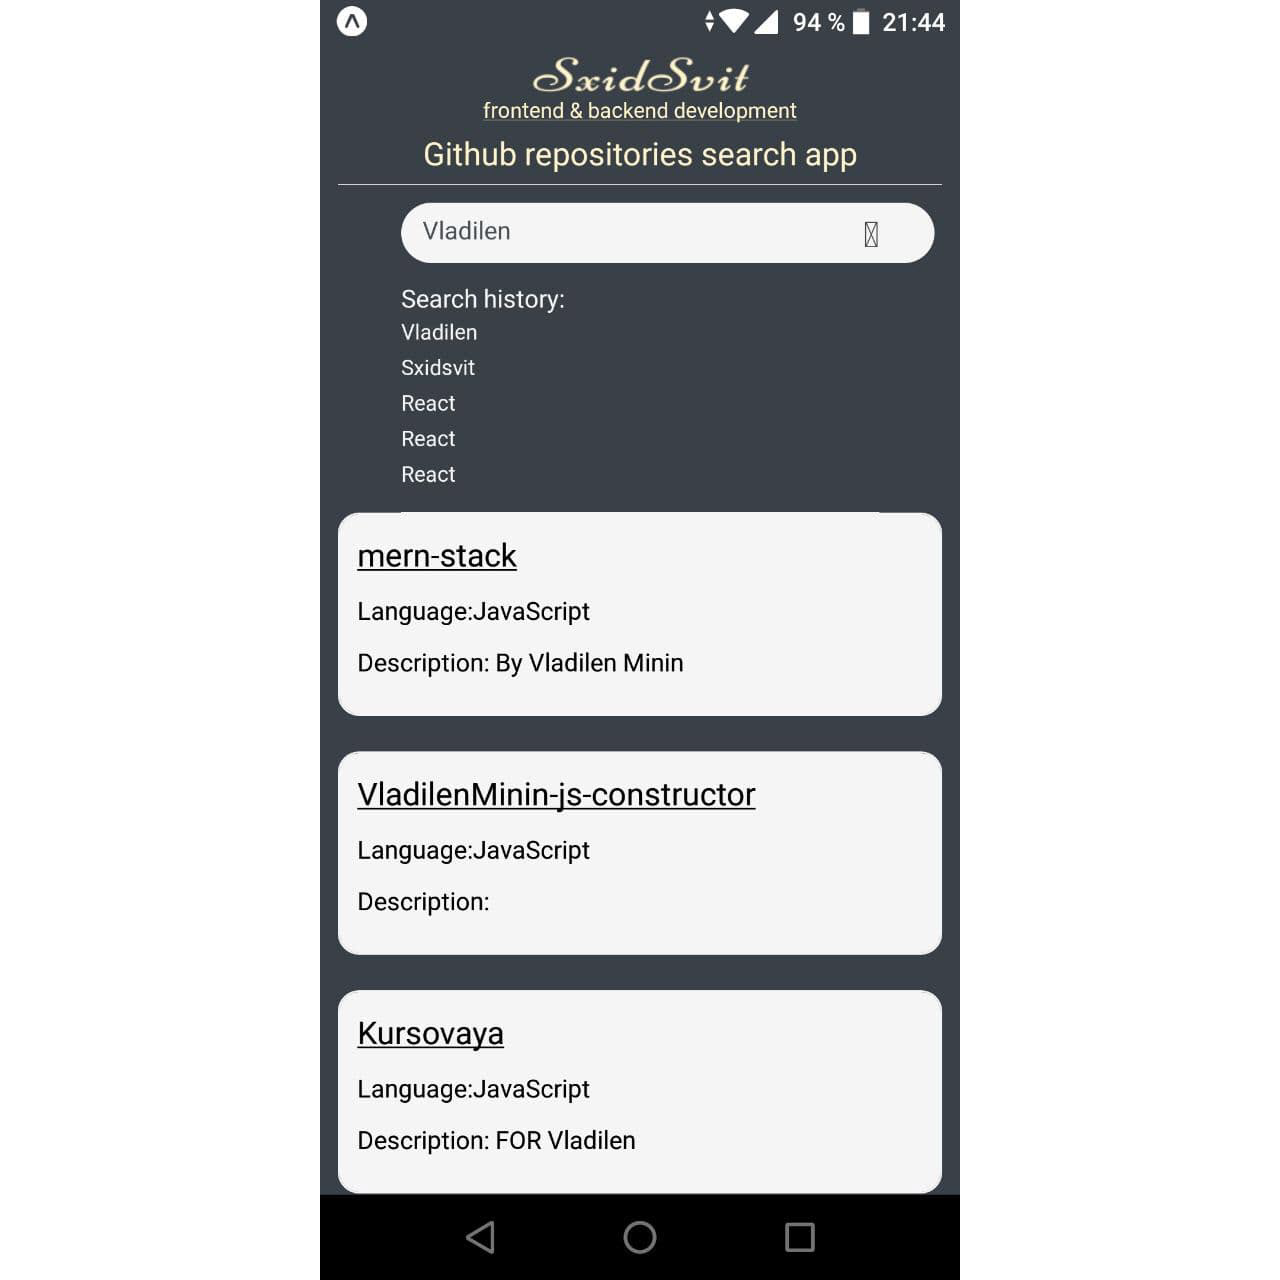 94 % 21:44
SxidSvit
frontend & backend development
Github repositories search app
Vladilen
Search history:
Vladilen
Sxidsvit
React
React
React
mern-stack
Language:JavaScript
Description: By Vladilen Minin
VladilenMinin-js-constructor
Language:JavaScript
Description:
Kursovaya
Language:JavaScript
Description: FOR Vladilen